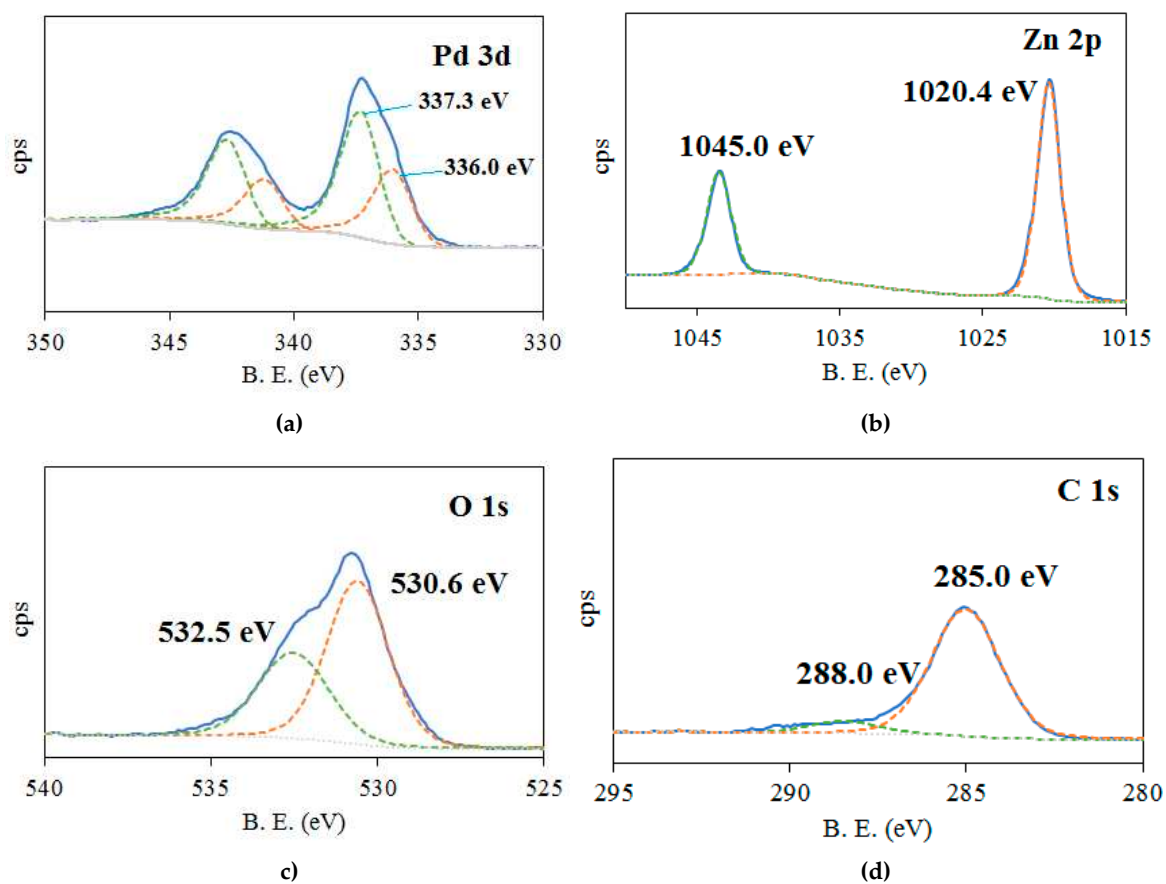 Pd 3d
337.3 eV
336.0 eV
cps
350 345 340 335 330
B. E. (eV)
(a)
Zn 2p
1020.4 eV
1045.0 eV
cps
1045 1035 1025 1015
B. E. (eV)
(b)
O 1s
530.6 eV
532.5 eV
cps
540 535 530 525
B. E. (eV)
c)
C 1s
285.0 eV
288.0 eV
cps
295 290 285 280
B. E. (eV)
(d)